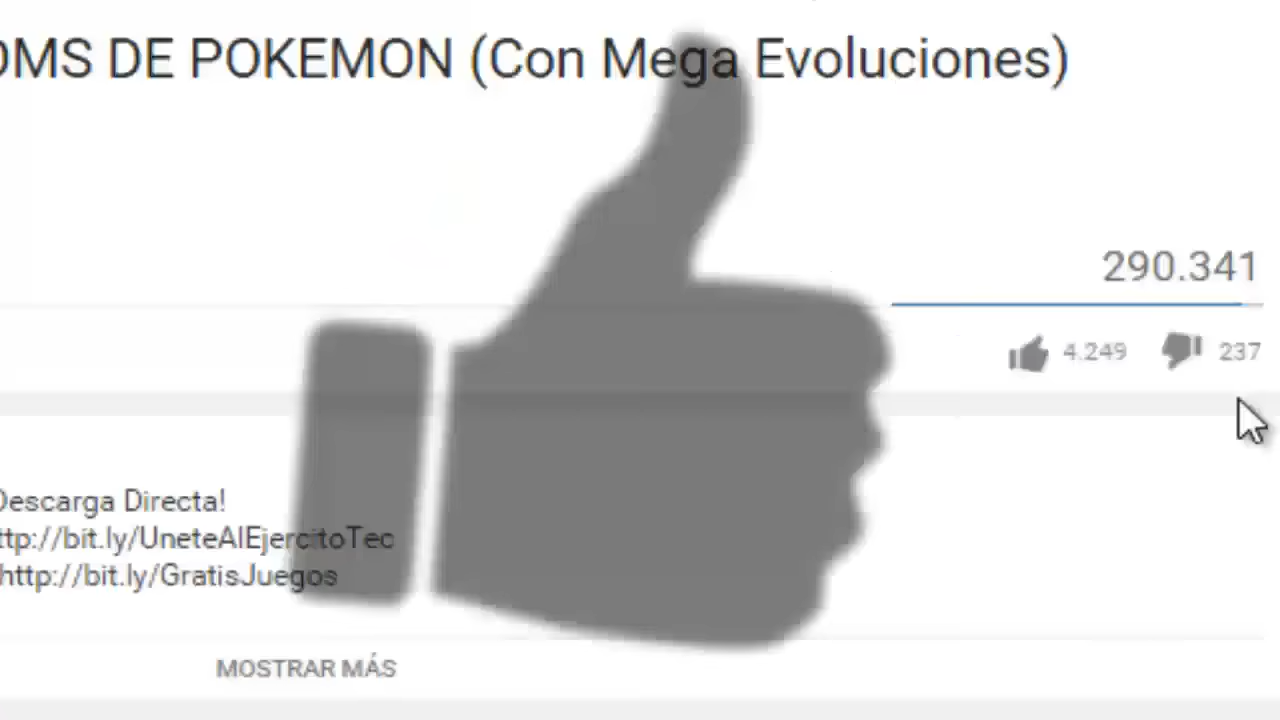 OMS DE POKEMON (Con Mega Evoluciones)
290.341
4.249 237
Descarga Directa!
ttp://bit.ly/UneteAlEjercitoTec
http://bit.ly/GratisJuegos
MOSTRAR MÁS